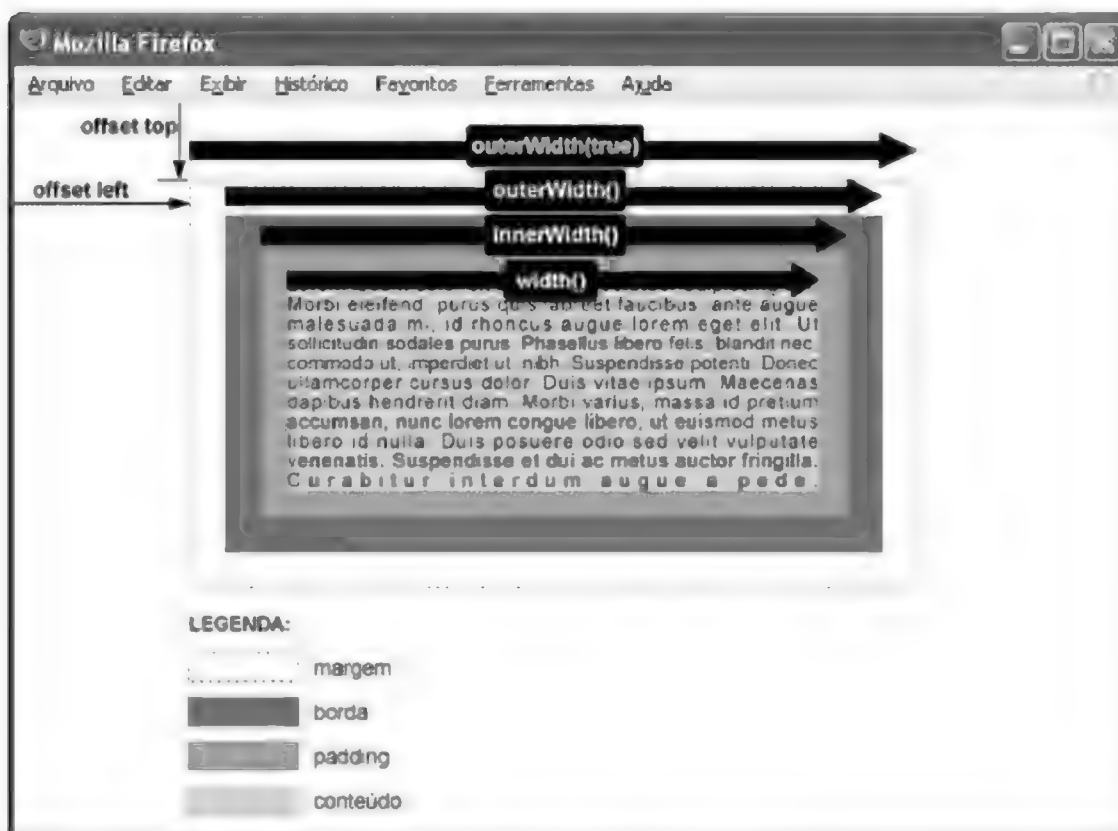 Mozilla Firefox
Arquivo Editar Exibir Histórico Favoritos Ferramentas Ajuda
offset top
outerWidth(true)
offset left
outerWidth()
innerWidth()
width()
Morbi eleifend purus quis ante augue
malesuada mi, id rhoncus augue lorem eget elit. Ut
sollicitudin sodales purus. Phasellus libero felis, blandit nec
commodo ut, imperdiet ut, nibh. Suspendisse potenti. Donec
ullamcorper cursus dolor. Duis vitae ipsum. Maecenas
dapibus hendrerit diam. Morbi varius, massa id pretium
accumsan, nunc lorem congue libero, ut euismod metus
libero id nulla. Duis posuere odio sed velit vulputate
venenatis. Suspendisse et dui ac metus auctor fringilla.
Curabitur interdum augue a pede.
LEGENDA:
margem
borda
padding
conteúdo